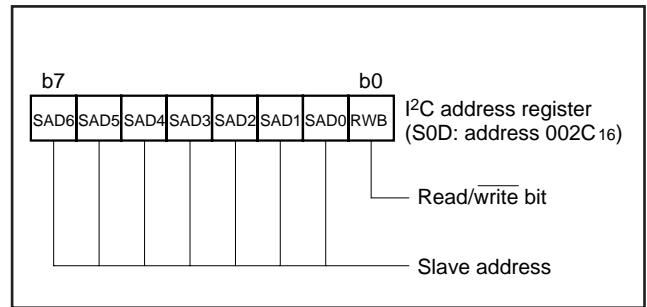 b7 b0
SAD6 SAD5 SAD4 SAD3 SAD2 SAD1 SAD0 RWB
I²C address register
(S0D: address 002C₁₆)
Read/w̅r̅i̅t̅e̅ bit
Slave address